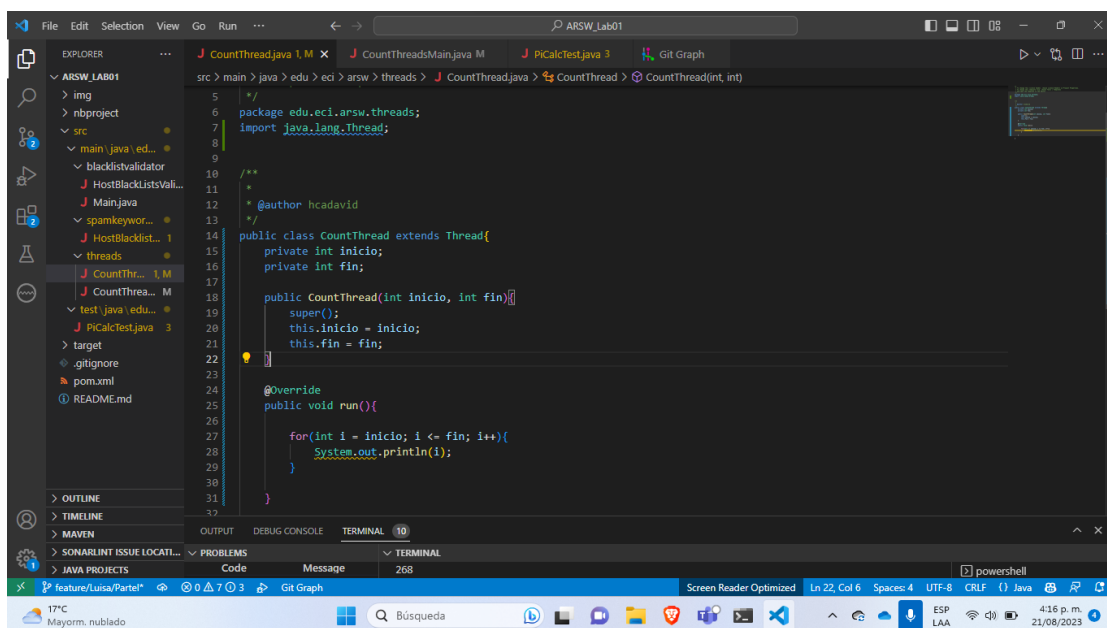 File Edit Selection View Go Run ··· ARSW_Lab01
EXPLORER ···
CountThread.java 1, M CountThreadsMain.java M PiCalcTest.java 3 Git Graph
src > main > java > edu > eci > arsw > threads > CountThread.java > CountThread > CountThread(int, int)
ARSW_LAB01
img
nbproject
src
main\java\ed...
blacklistvalidator
HostBlackListsVali...
Main.java
spamkeywor...
HostBlacklist... 1
threads
CountThr... 1, M
CountThrea... M
test\java\edu...
PiCalcTest.java 3
target
.gitignore
pom.xml
README.md
OUTLINE
TIMELINE
MAVEN
SONARLINT ISSUE LOCATI...
JAVA PROJECTS
5 */
6 package edu.eci.arsw.threads;
7 import java.lang.Thread;
8
9
10 /**
11 *
12 * @author hcadavid
13 */
14 public class CountThread extends Thread{
15 private int inicio;
16 private int fin;
17
18 public CountThread(int inicio, int fin){
19 super();
20 this.inicio = inicio;
21 this.fin = fin;
22 }
23
24 @Override
25 public void run(){
26
27 for(int i = inicio; i <= fin; i++){
28 System.out.println(i);
29 }
30
31 }
32
OUTPUT DEBUG CONSOLE TERMINAL 10
PROBLEMS TERMINAL
Code Message 268 powershell
feature/Luisa/Parte1* 0 7 3 Git Graph Screen Reader Optimized Ln 22, Col 6 Spaces: 4 UTF-8 CRLF {} Java
17°C
Mayorm. nublado
Búsqueda
ESP
LAA
4:16 p. m.
21/08/2023